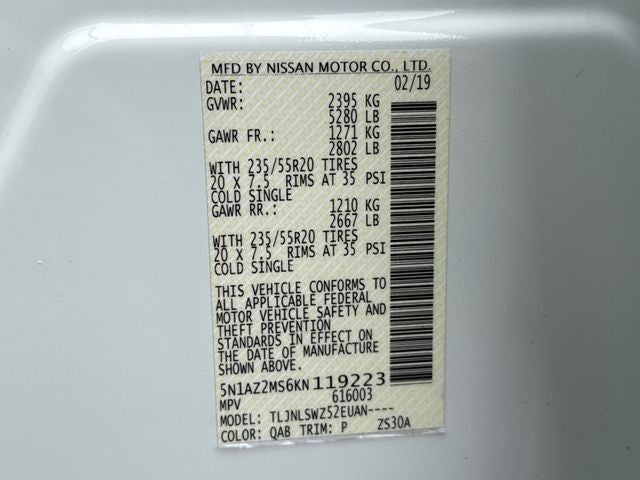 MFD BY NISSAN MOTOR CO., LTD.
DATE: 02/19
GVWR: 2395 KG
5280 LB
GAWR FR.: 1271 KG
2802 LB
WITH 235/55R20 TIRES
20 X 7.5 RIMS AT 35 PSI
COLD SINGLE
GAWR RR.: 1210 KG
2667 LB
WITH 235/55R20 TIRES
20 X 7.5 RIMS AT 35 PSI
COLD SINGLE
THIS VEHICLE CONFORMS TO
ALL APPLICABLE FEDERAL
MOTOR VEHICLE SAFETY AND
THEFT PREVENTION
STANDARDS IN EFFECT ON
THE DATE OF MANUFACTURE
SHOWN ABOVE.
5N1AZ2MS6KN119223
MPV 616003
MODEL: TLJNLSWZ52EUAN----
COLOR: QAB TRIM: P ZS30A